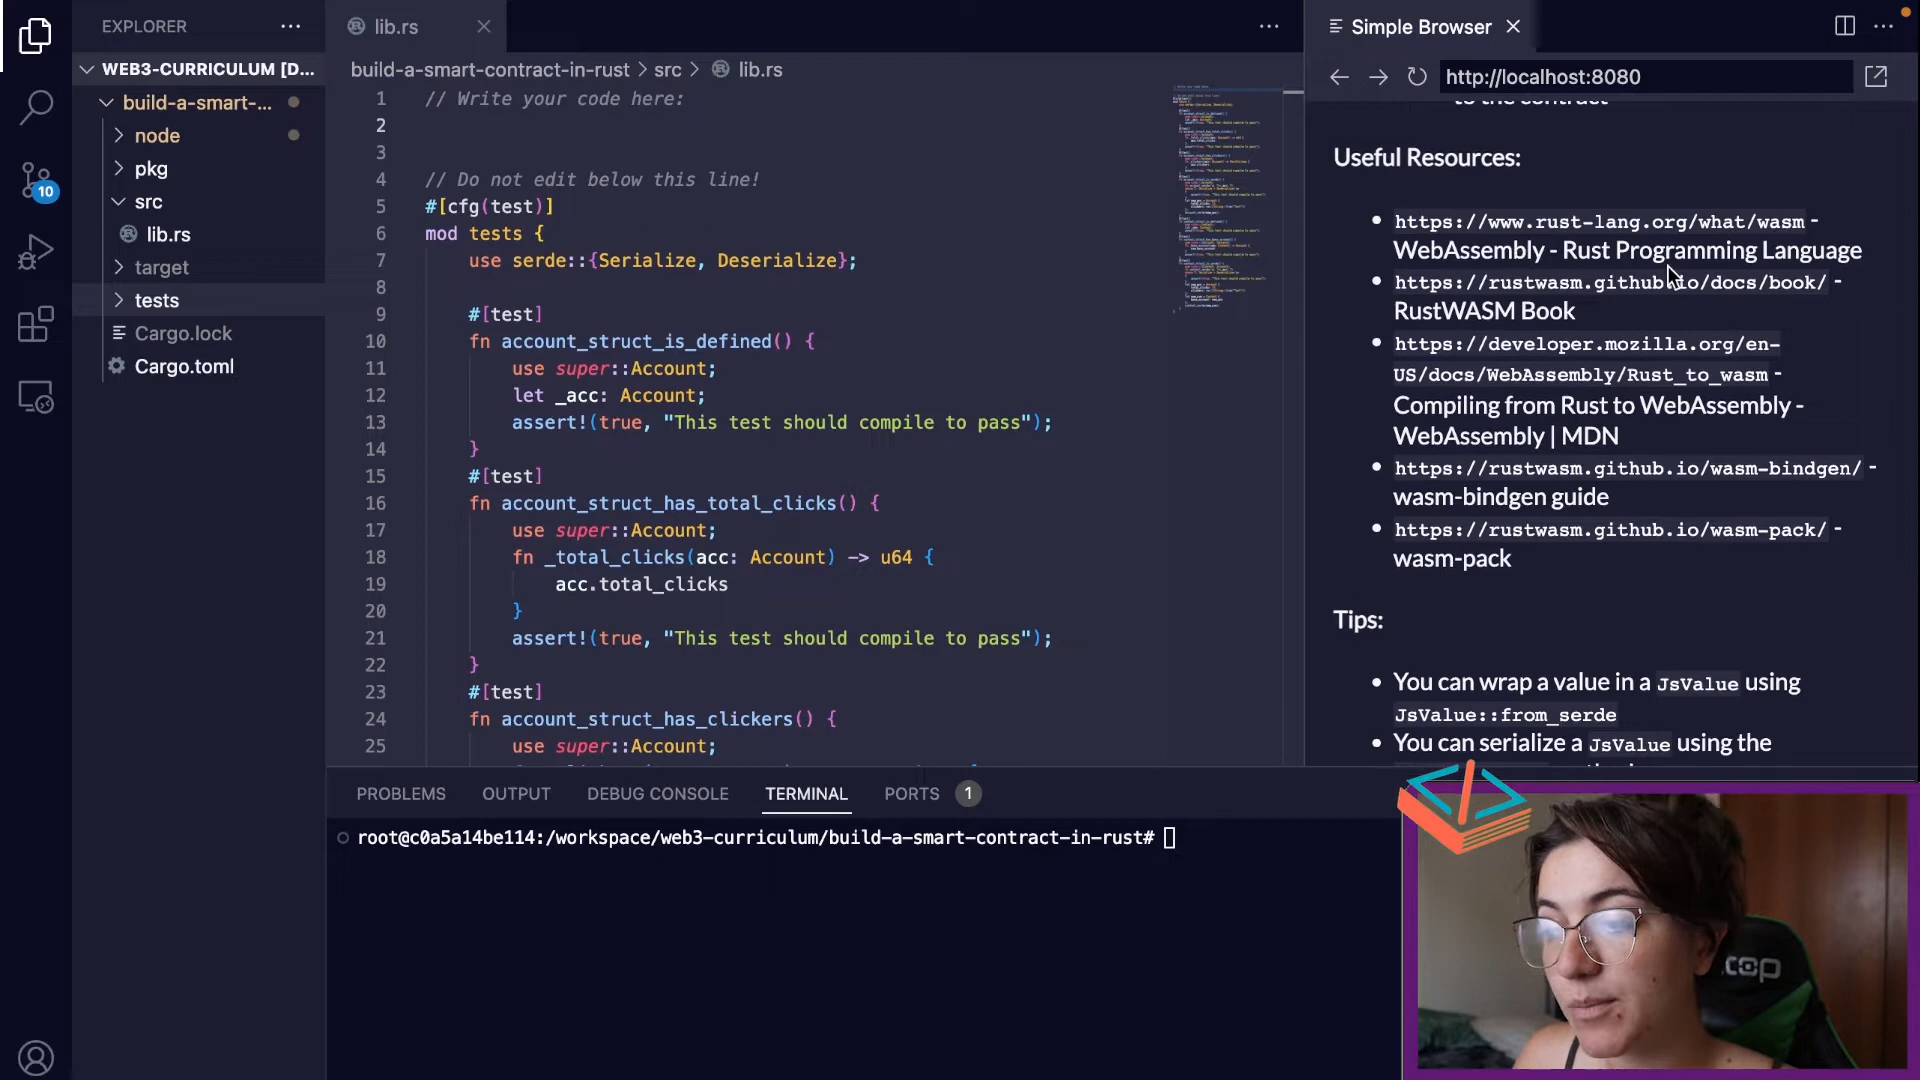 EXPLORER
WEB3-CURRICULUM [D...
build-a-smart-...
node
pkg
src
lib.rs
target
tests
Cargo.lock
Cargo.toml
10
lib.rs
build-a-smart-contract-in-rust > src > lib.rs
1 // Write your code here:
2
3
4 // Do not edit below this line!
5 #[cfg(test)]
6 mod tests {
7 use serde::{Serialize, Deserialize};
8
9 #[test]
10 fn account_struct_is_defined() {
11 use super::Account;
12 let _acc: Account;
13 assert!(true, "This test should compile to pass");
14 }
15 #[test]
16 fn account_struct_has_total_clicks() {
17 use super::Account;
18 fn _total_clicks(acc: Account) -> u64 {
19 acc.total_clicks
20 }
21 assert!(true, "This test should compile to pass");
22 }
23 #[test]
24 fn account_struct_has_clickers() {
25 use super::Account;
PROBLEMS OUTPUT DEBUG CONSOLE TERMINAL PORTS 1
root@c0a5a14be114:/workspace/web3-curriculum/build-a-smart-contract-in-rust#
Simple Browser
http://localhost:8080
to the contract
Useful Resources:
https://www.rust-lang.org/what/wasm -
WebAssembly - Rust Programming Language
https://rustwasm.github.io/docs/book/ -
RustWASM Book
https://developer.mozilla.org/en-
US/docs/WebAssembly/Rust_to_wasm -
Compiling from Rust to WebAssembly -
WebAssembly | MDN
https://rustwasm.github.io/wasm-bindgen/ -
wasm-bindgen guide
https://rustwasm.github.io/wasm-pack/ -
wasm-pack
Tips:
You can wrap a value in a JsValue using
JsValue::from_serde
You can serialize a JsValue using the